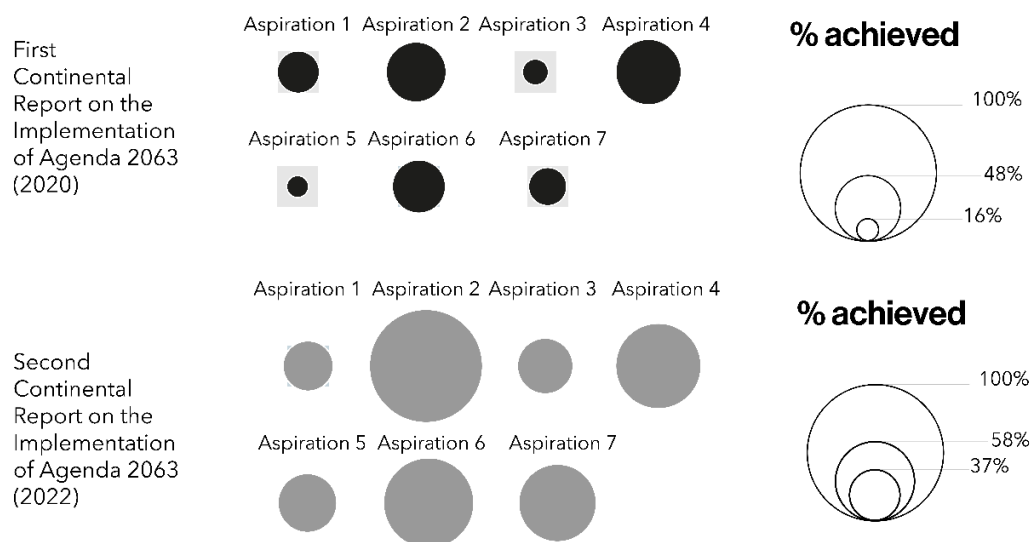 First
Continental
Report on the
Implementation
of Agenda 2063
(2020)
Aspiration 1 Aspiration 2 Aspiration 3 Aspiration 4
Aspiration 5 Aspiration 6 Aspiration 7
% achieved
100%
48%
16%
Second
Continental
Report on the
Implementation
of Agenda 2063
(2022)
Aspiration 1 Aspiration 2 Aspiration 3 Aspiration 4
Aspiration 5 Aspiration 6 Aspiration 7
% achieved
100%
58%
37%